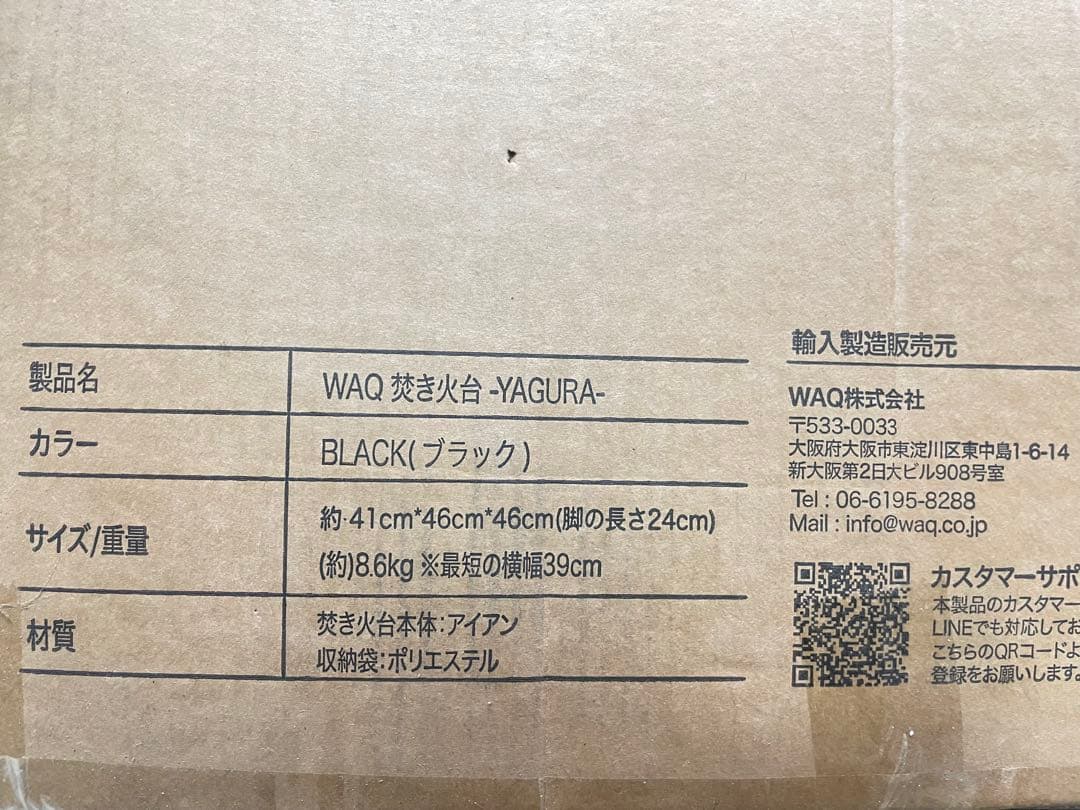 製品名
WAQ 焚き火台 -YAGURA-
カラー
BLACK(ブラック)
サイズ/重量
約·41cm*46cm*46cm(脚の長さ24cm)
(約)8.6kg ※最短の横幅39cm
材質
焚き火台本体:アイアン
収納袋:ポリエステル
輸入製造販売元
WAQ株式会社
〒533-0033
大阪府大阪市東淀川区東中島1-6-14
新大阪第2日大ビル908号室
Tel : 06-6195-8288
Mail : info@waq.co.jp
カスタマーサポ
本製品のカスタマー
LINEでも対応してお
こちらのQRコードよ
登録をお願いします。